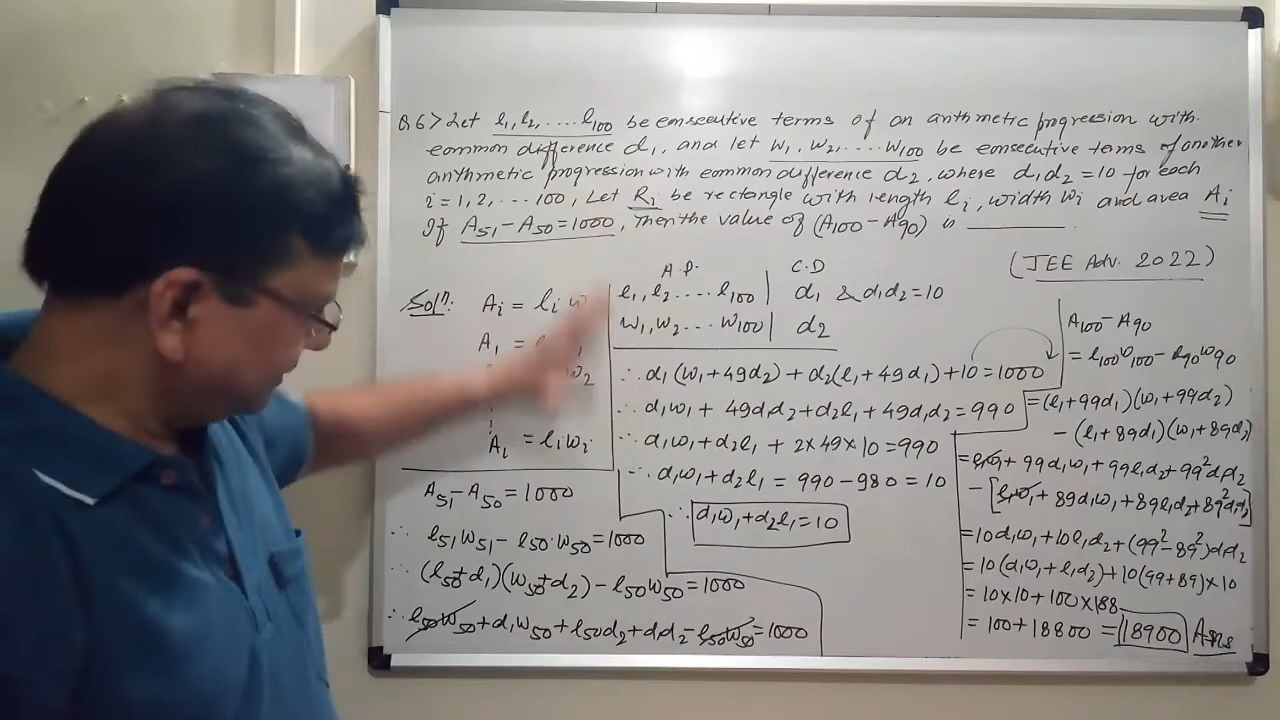 Q.6> Let l1, l2, .... l100 be consecutive terms of an arithmetic progression with
common difference d1, and let w1, w2, .... w100 be consecutive terms of another
arithmetic progression with common difference d2, where d1d2 = 10 for each
i = 1, 2, ... 100, Let Ri be rectangle with length li, width wi and area Ai
If A51 - A50 = 1000, Then the value of (A100 - A90) is ______.
(JEE Adv. 2022)
Solⁿ: Ai = li w
A1 =
w2
Ai = liwi
A51 - A50 = 1000
∴ l51 w51 - l50·w50 = 1000
∴ (l50+d1)(w50+d2) - l50w50 = 1000
∴ l50w50 + d1w50 + l50d2 + d1d2 - l50w50 = 1000
A.P. C.D
l1, l2 .... l100 | d1 & d1d2 = 10
w1, w2 ... w100 | d2
∴ d1(w1+49d2) + d2(l1+49d1) + 10 = 1000
∴ d1w1 + 49d1d2 + d2l1 + 49d1d2 = 990
∴ d1w1 + d2l1 + 2×49×10 = 990
∴ d1w1 + d2l1 = 990 - 980 = 10
∴ d1w1 + d2l1 = 10
A100 - A90
= l100w100 - l90w90
= (l1+99d1)(w1+99d2)
- (l1+89d1)(w1+89d2)
= l1w1 + 99d1w1 + 99l1d2 + 99²d1d2
- [l1w1 + 89d1w1 + 89l1d2 + 89²d1d2]
= 10d1w1 + 10l1d2 + (99²-89²)d1d2
= 10(d1w1 + l1d2) + 10(99+89)×10
= 10×10 + 100×188
= 100 + 18800 = 18900 Ans